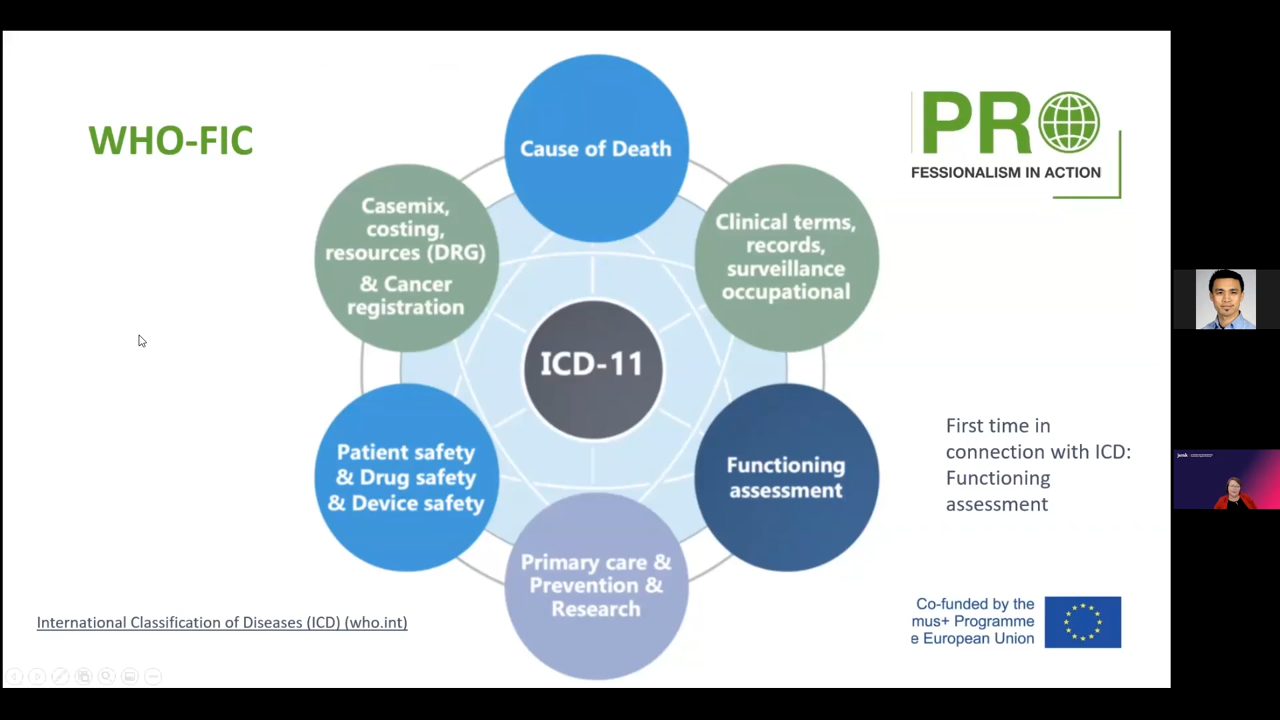 WHO-FIC
PRO
FESSIONALISM IN ACTION
Cause of Death
Casemix,
costing,
resources (DRG)
& Cancer
registration
Clinical terms,
records,
surveillance
occupational
ICD-11
Patient safety
& Drug safety
& Device safety
Functioning
assessment
Primary care &
Prevention &
Research
First time in
connection with ICD:
Functioning
assessment
International Classification of Diseases (ICD) (who.int)
Co-funded by the
mus+ Programme
e European Union